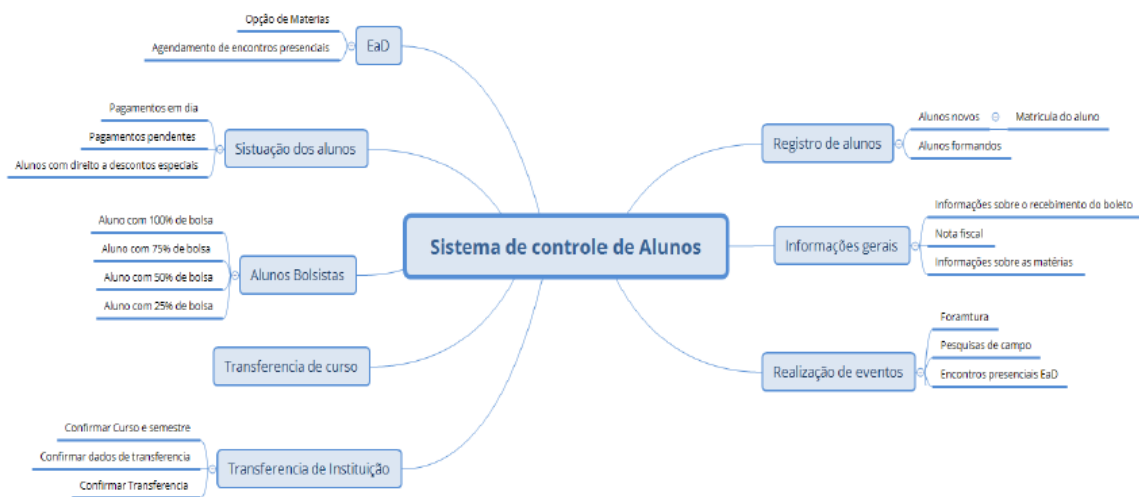 Sistema de controle de Alunos
EaD
Opção de Materias
Agendamento de encontros presenciais
Sistuação dos alunos
Pagamentos em dia
Pagamentos pendentes
Alunos com direito a descontos especiais
Alunos Bolsistas
Aluno com 100% de bolsa
Aluno com 75% de bolsa
Aluno com 50% de bolsa
Aluno com 25% de bolsa
Transferencia de curso
Transferencia de Instituição
Confirmar Curso e semestre
Confirmar dados de transferencia
Confirmar Transferencia
Registro de alunos
Alunos novos
Matricula do aluno
Alunos formandos
Informações gerais
Informações sobre o recebimento do boleto
Nota fiscal
Informações sobre as matérias
Realização de eventos
Foramtura
Pesquisas de campo
Encontros presenciais EaD